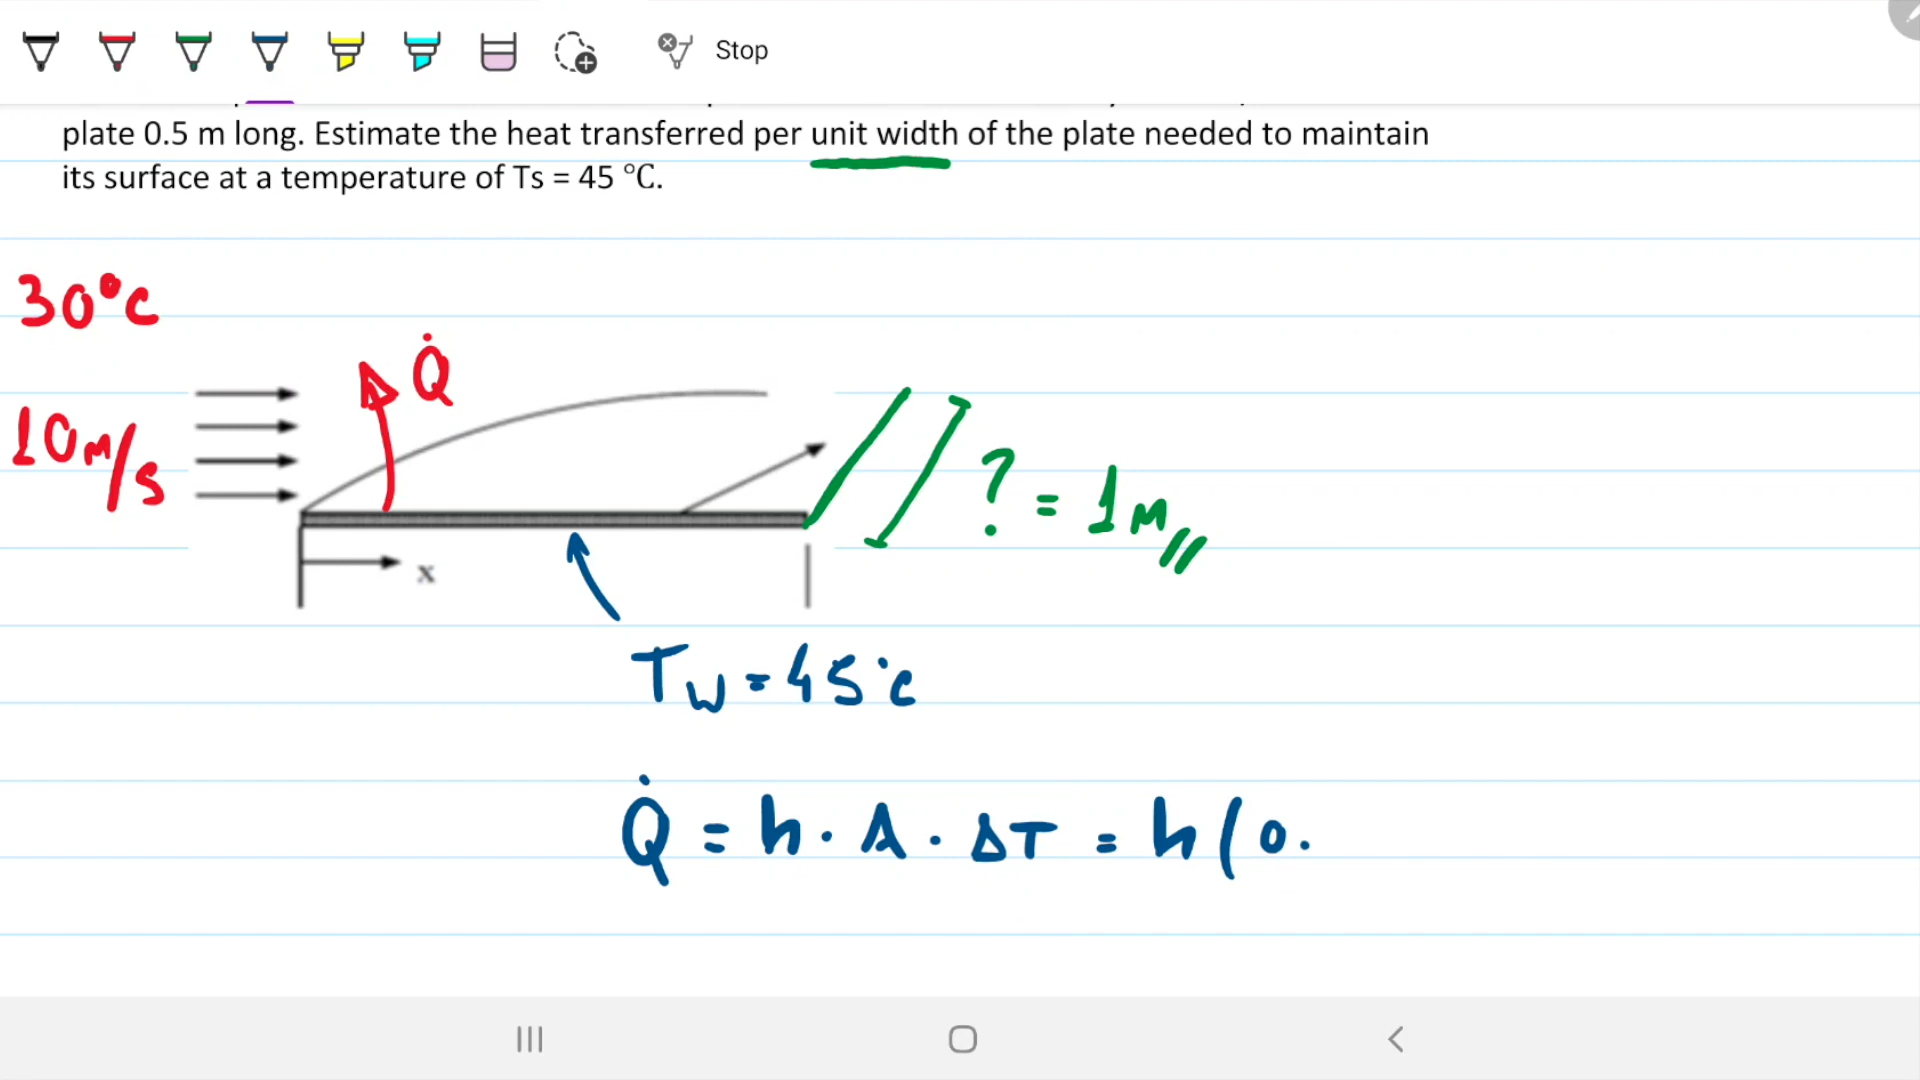 Stop
plate 0.5 m long. Estimate the heat transferred per unit width of the plate needed to maintain
its surface at a temperature of Ts = 45 °C.
30°C
Q̇
10m/s
? = 1m
x
Tw = 45°C
Q̇ = h · A · ΔT = h (0.